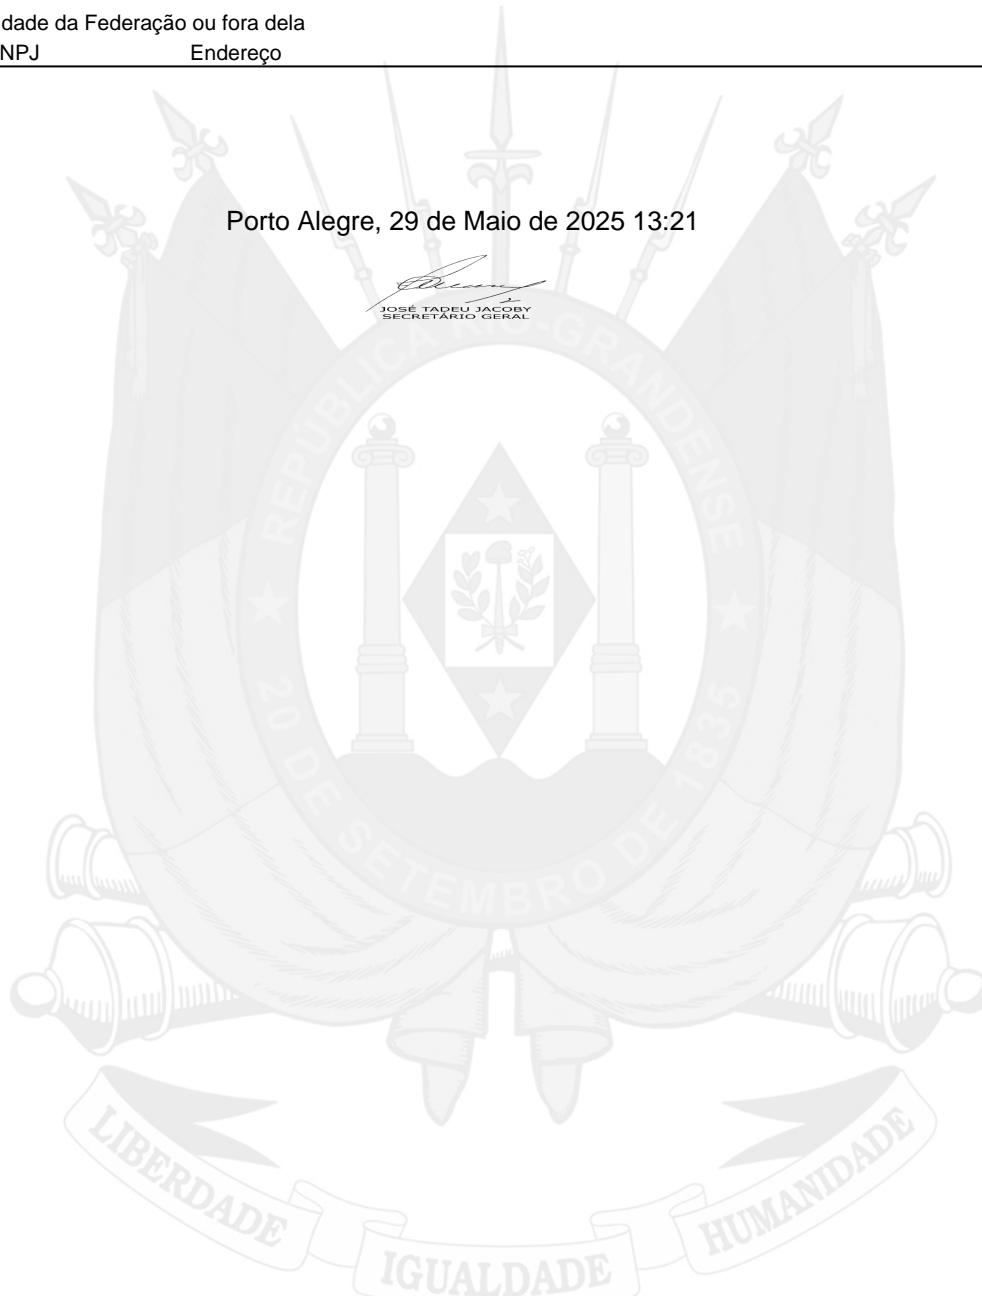 dade da Federação ou fora dela
NPJ Endereço
Porto Alegre, 29 de Maio de 2025 13:21
JOSÉ TADEU JACOBY
SECRETÁRIO GERAL
REPÚBLICA RIO-GRANDENSE
20 DE SETEMBRO DE 1835
LIBERDADE
IGUALDADE
HUMANIDADE